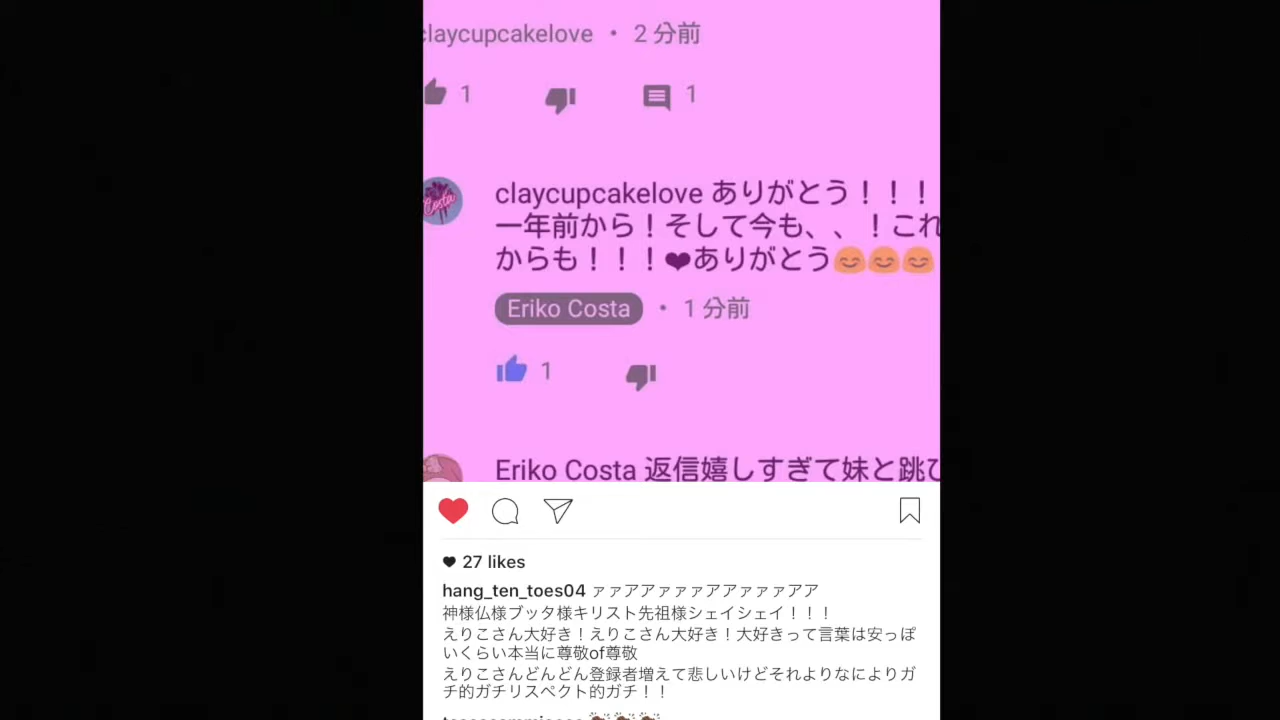 claycupcakelove ・ 2 分前
1 1
Costa
claycupcakelove ありがとう！！！
一年前から！そして今も、、！これ
からも！！！❤ありがとう😊😊😊
Eriko Costa ・ 1 分前
1
Eriko Costa 返信嬉しすぎて妹と跳び
27 likes
hang_ten_toes04 ァァアアァァァアアァァァアア
神様仏様ブッタ様キリスト先祖様シェイシェイ！！！
えりこさん大好き！えりこさん大好き！大好きって言葉は安っぽ
いくらい本当に尊敬of尊敬
えりこさんどんどん登録者増えて悲しいけどそれよりなによりガ
チ的ガチリスペクト的ガチ！！